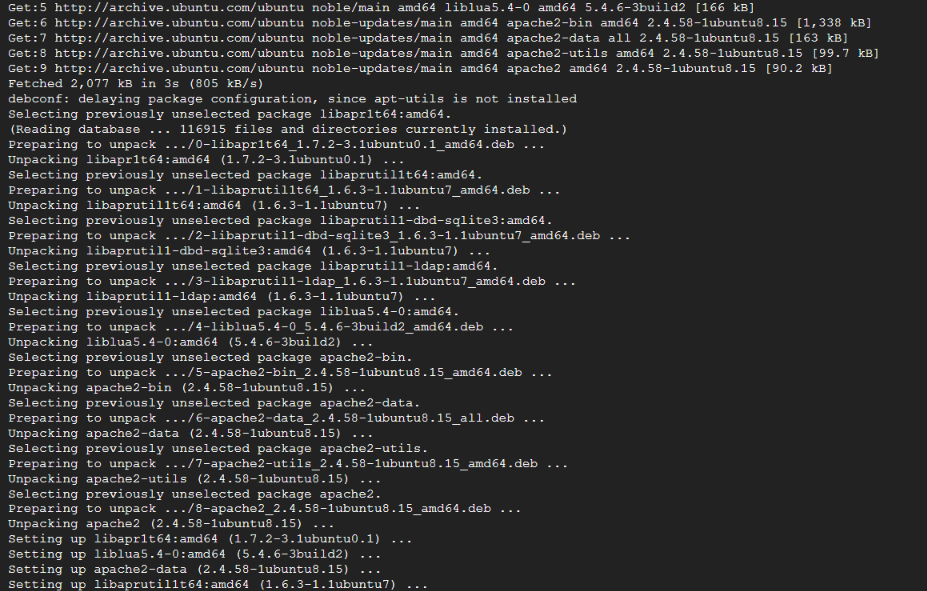 Get:5 http://archive.ubuntu.com/ubuntu noble/main amd64 liblua5.4-0 amd64 5.4.6-3build2 [166 kB]
Get:6 http://archive.ubuntu.com/ubuntu noble-updates/main amd64 apache2-bin amd64 2.4.58-1ubuntu8.15 [1,338 kB]
Get:7 http://archive.ubuntu.com/ubuntu noble-updates/main amd64 apache2-data all 2.4.58-1ubuntu8.15 [163 kB]
Get:8 http://archive.ubuntu.com/ubuntu noble-updates/main amd64 apache2-utils amd64 2.4.58-1ubuntu8.15 [99.7 kB]
Get:9 http://archive.ubuntu.com/ubuntu noble-updates/main amd64 apache2 amd64 2.4.58-1ubuntu8.15 [90.2 kB]
Fetched 2,077 kB in 3s (805 kB/s)
debconf: delaying package configuration, since apt-utils is not installed
Selecting previously unselected package libapr1t64:amd64.
(Reading database ... 116915 files and directories currently installed.)
Preparing to unpack .../0-libapr1t64_1.7.2-3.1ubuntu0.1_amd64.deb ...
Unpacking libapr1t64:amd64 (1.7.2-3.1ubuntu0.1) ...
Selecting previously unselected package libaprutil1t64:amd64.
Preparing to unpack .../1-libaprutil1t64_1.6.3-1.1ubuntu7_amd64.deb ...
Unpacking libaprutil1t64:amd64 (1.6.3-1.1ubuntu7) ...
Selecting previously unselected package libaprutil1-dbd-sqlite3:amd64.
Preparing to unpack .../2-libaprutil1-dbd-sqlite3_1.6.3-1.1ubuntu7_amd64.deb ...
Unpacking libaprutil1-dbd-sqlite3:amd64 (1.6.3-1.1ubuntu7) ...
Selecting previously unselected package libaprutil1-ldap:amd64.
Preparing to unpack .../3-libaprutil1-ldap_1.6.3-1.1ubuntu7_amd64.deb ...
Unpacking libaprutil1-ldap:amd64 (1.6.3-1.1ubuntu7) ...
Selecting previously unselected package liblua5.4-0:amd64.
Preparing to unpack .../4-liblua5.4-0_5.4.6-3build2_amd64.deb ...
Unpacking liblua5.4-0:amd64 (5.4.6-3build2) ...
Selecting previously unselected package apache2-bin.
Preparing to unpack .../5-apache2-bin_2.4.58-1ubuntu8.15_amd64.deb ...
Unpacking apache2-bin (2.4.58-1ubuntu8.15) ...
Selecting previously unselected package apache2-data.
Preparing to unpack .../6-apache2-data_2.4.58-1ubuntu8.15_all.deb ...
Unpacking apache2-data (2.4.58-1ubuntu8.15) ...
Selecting previously unselected package apache2-utils.
Preparing to unpack .../7-apache2-utils_2.4.58-1ubuntu8.15_amd64.deb ...
Unpacking apache2-utils (2.4.58-1ubuntu8.15) ...
Selecting previously unselected package apache2.
Preparing to unpack .../8-apache2_2.4.58-1ubuntu8.15_amd64.deb ...
Unpacking apache2 (2.4.58-1ubuntu8.15) ...
Setting up libapr1t64:amd64 (1.7.2-3.1ubuntu0.1) ...
Setting up liblua5.4-0:amd64 (5.4.6-3build2) ...
Setting up apache2-data (2.4.58-1ubuntu8.15) ...
Setting up libaprutil1t64:amd64 (1.6.3-1.1ubuntu7) ...